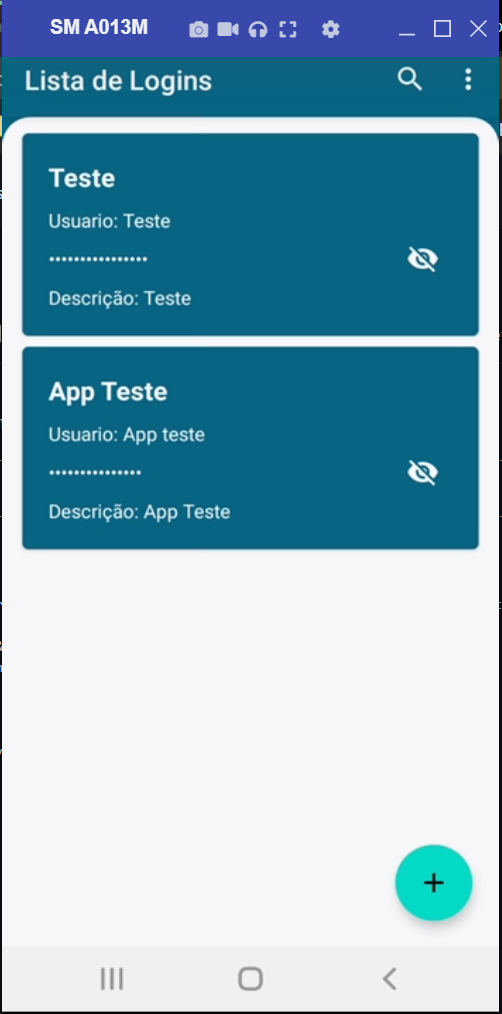 SM A013M
Lista de Logins
Teste
Usuario: Teste
................
Descrição: Teste
App Teste
Usuario: App teste
...............
Descrição: App Teste
+